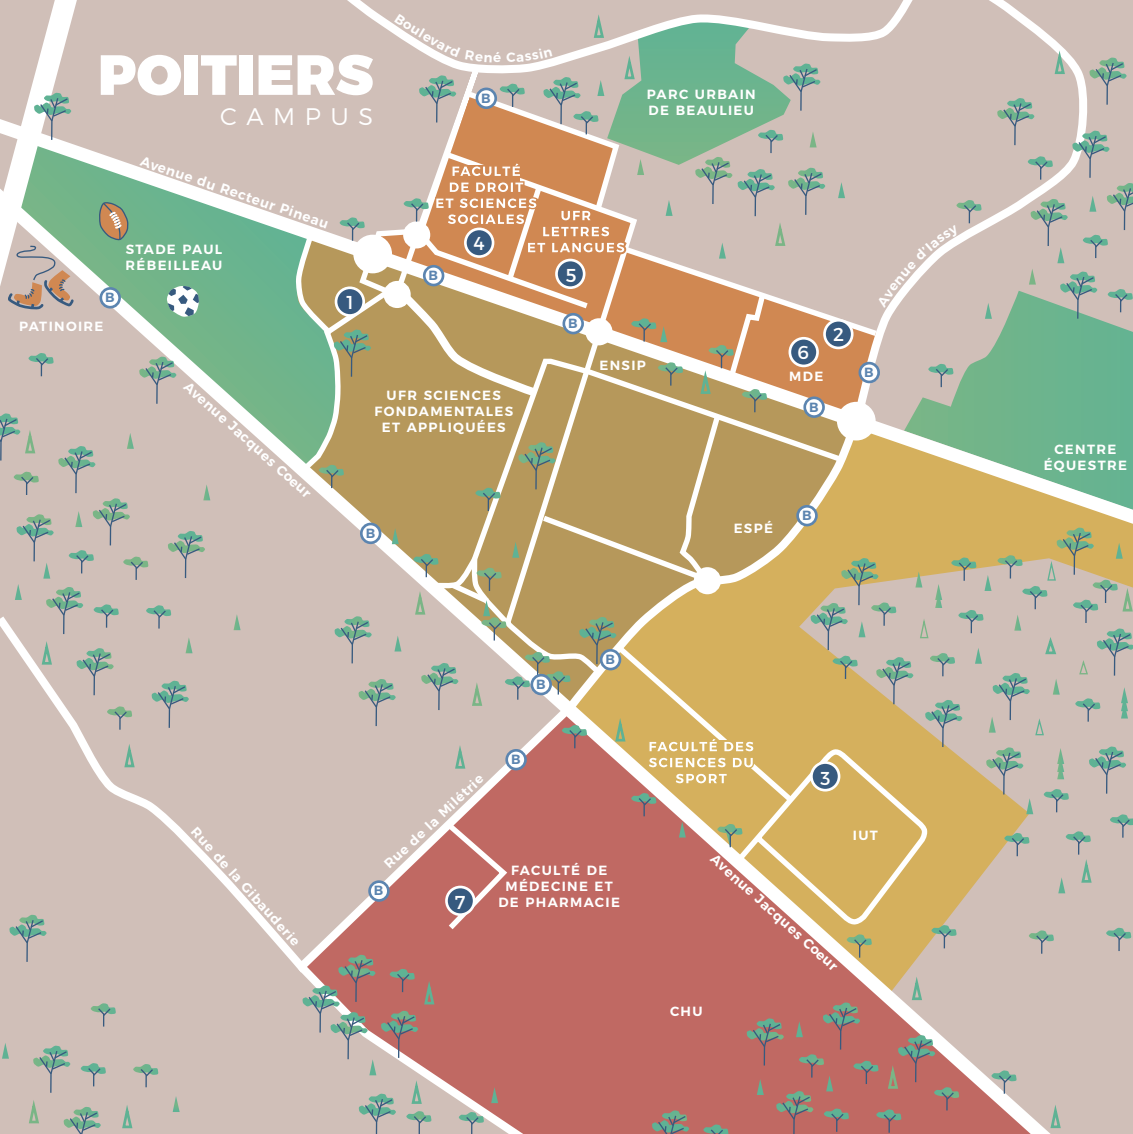 Boulevard René Cassin
POITIERS
CAMPUS
PARC URBAIN
DE BEAULIEU
B
Avenue du Recteur Pineau
FACULTÉ
DE DROIT
ET SCIENCES
SOCIALES
4
UFR
LETTRES
ET LANGUES
5
STADE PAUL
RÉBEILLEAU
Avenue d'Iassy
B
B
1
PATINOIRE
B
2
6
MDE
B
ENSIP
B
UFR SCIENCES
FONDAMENTALES
ET APPLIQUÉES
Avenue Jacques Coeur
CENTRE
ÉQUESTRE
B
ESPÉ
B
B
B
B
FACULTÉ DES
SCIENCES DU
SPORT
3
IUT
Rue de la Milétrie
Rue de la Gibauderie
FACULTÉ DE
MÉDECINE ET
DE PHARMACIE
7
B
Avenue Jacques Coeur
CHU
B